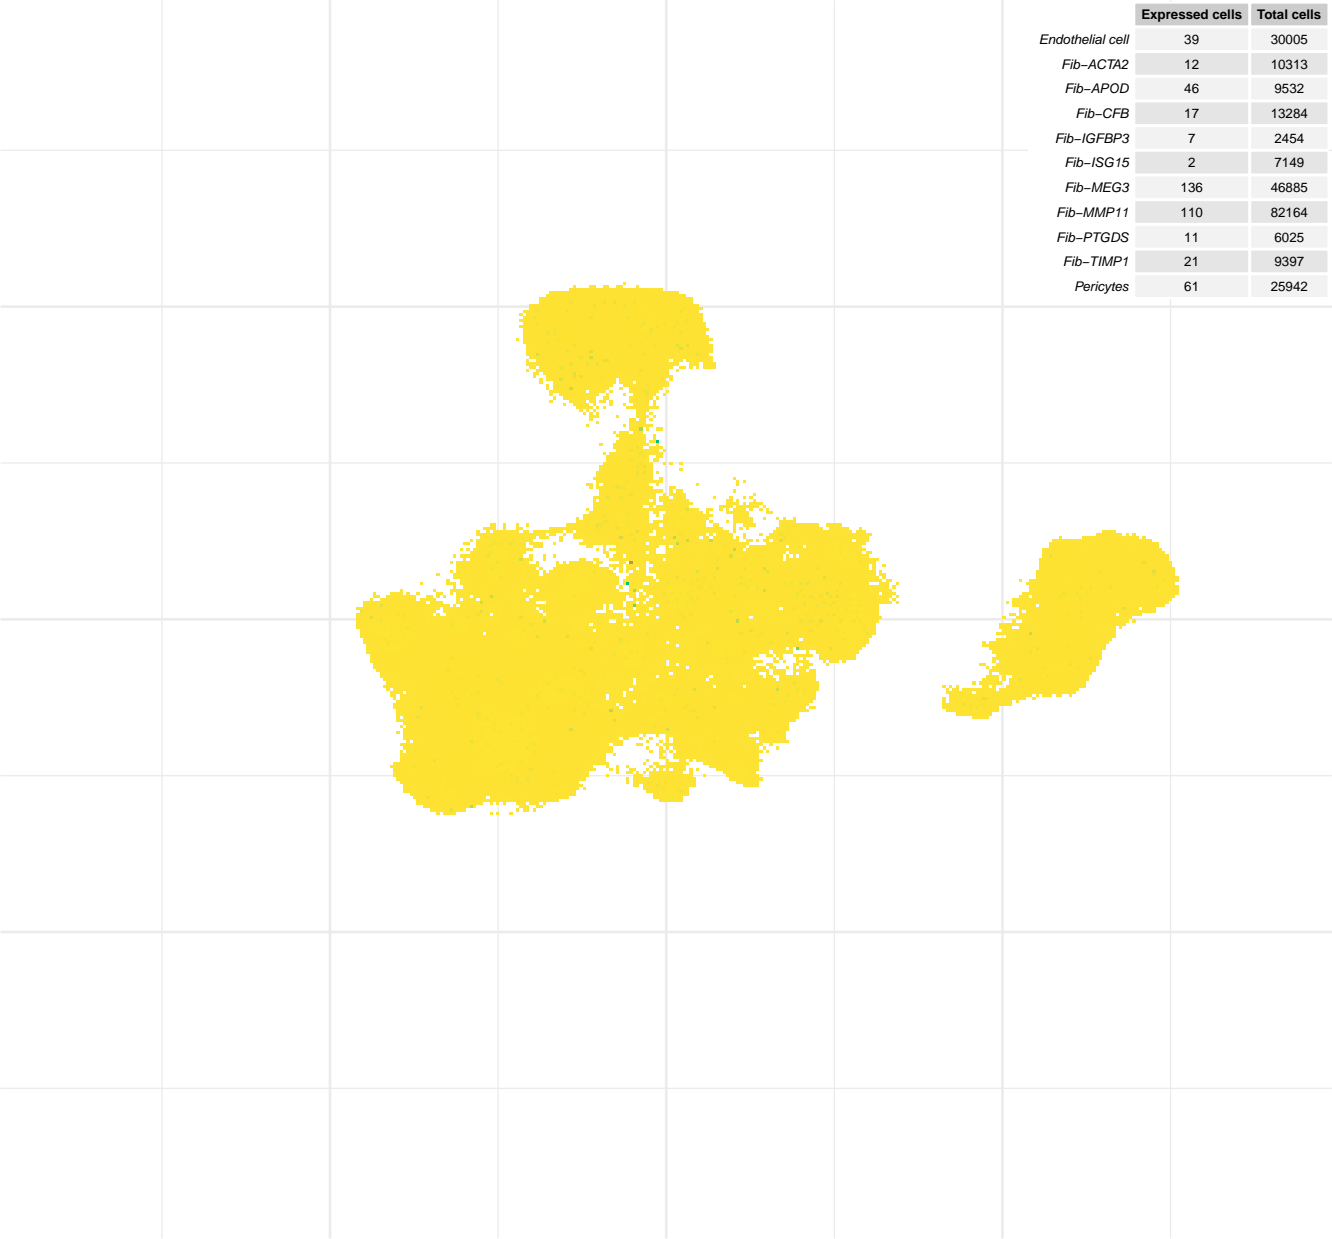 Expressed cells Total cells
Endothelial cell 39 30005
Fib−ACTA2 12 10313
Fib−APOD 46 9532
Fib−CFB 17 13284
Fib−IGFBP3 7 2454
Fib−ISG15 2 7149
Fib−MEG3 136 46885
Fib−MMP11 110 82164
Fib−PTGDS 11 6025
Fib−TIMP1 21 9397
Pericytes 61 25942